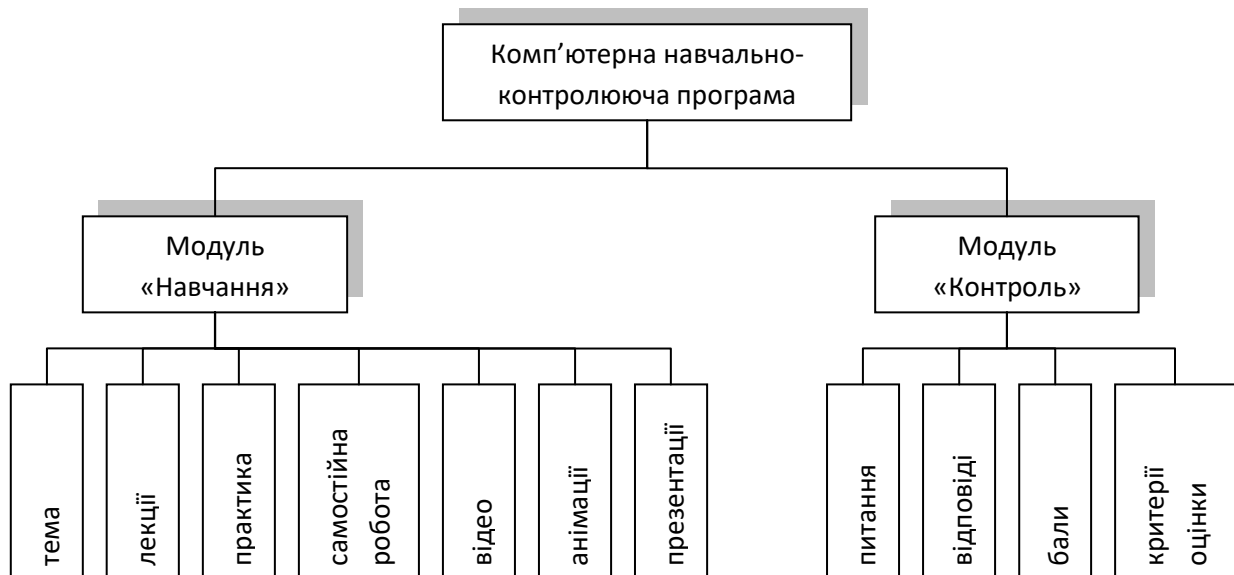 Комп’ютерна навчально-
контролююча програма
Модуль
«Навчання»
Модуль
«Контроль»
тема
лекції
практика
самостійна
робота
відео
анімації
презентації
питання
відповіді
бали
критерії
оцінки